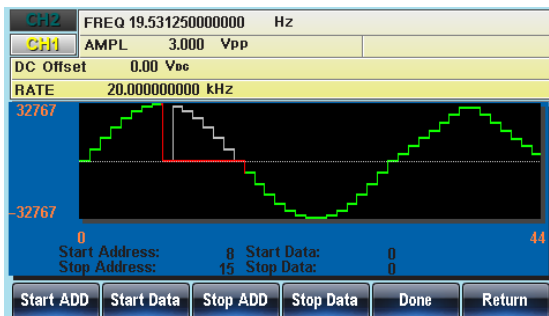 CH2 FREQ 19.531250000000 Hz
CH1 AMPL 3.000 Vpp
DC Offset 0.00 VDC
RATE 20.000000000 kHz
32767
-32767
0 44
Start Address: 8 Start Data: 0
Stop Address: 15 Stop Data: 0
Start ADD Start Data Stop ADD Stop Data Done Return